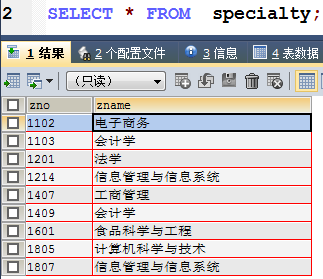 2 SELECT * FROM specialty;
1 结果 2 个配置文件 3 信息 4 表数据
(只读)
zno zname
1102 电子商务
1103 会计学
1201 法学
1214 信息管理与信息系统
1407 工商管理
1409 会计学
1601 食品科学与工程
1805 计算机科学与技术
1807 信息管理与信息系统